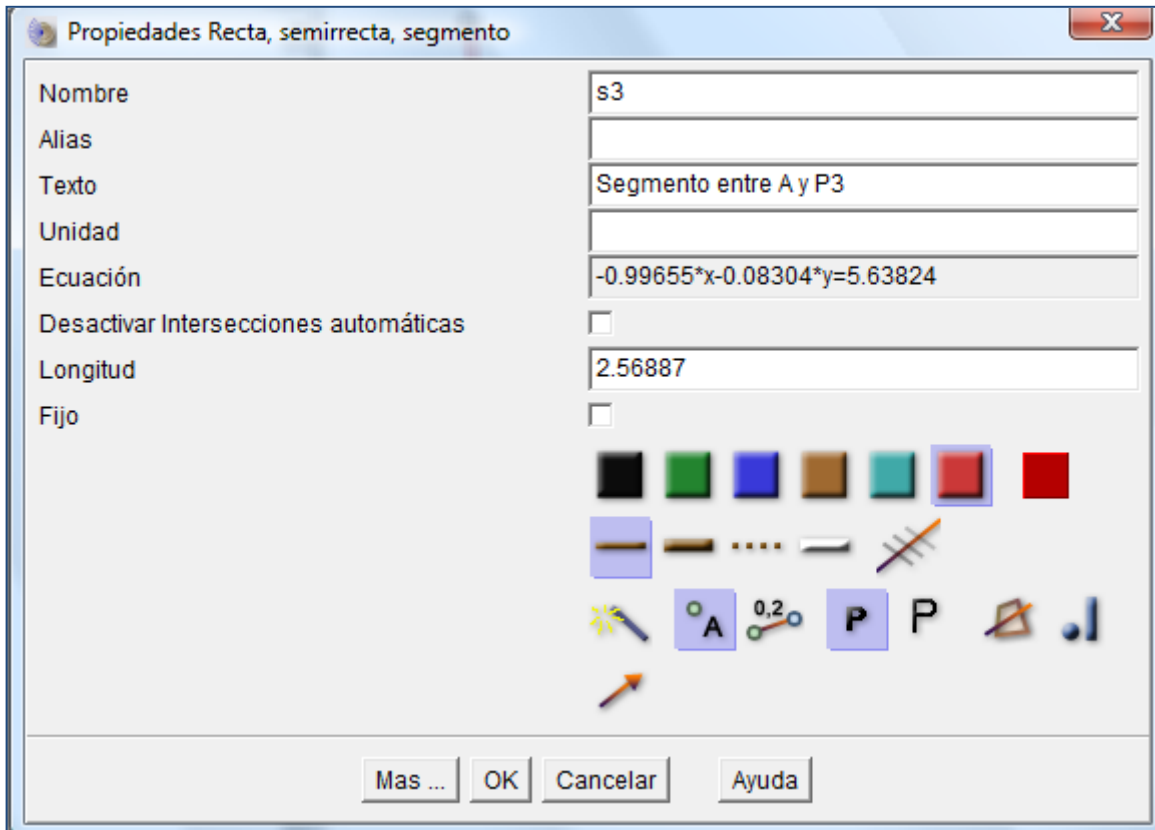 Propiedades Recta, semirrecta, segmento
Nombre s3
Alias
Texto Segmento entre A y P3
Unidad
Ecuación -0.99655*x-0.08304*y=5.63824
Desactivar Intersecciones automáticas
Longitud 2.56887
Fijo
A 0,2 P P
Mas ... OK Cancelar Ayuda